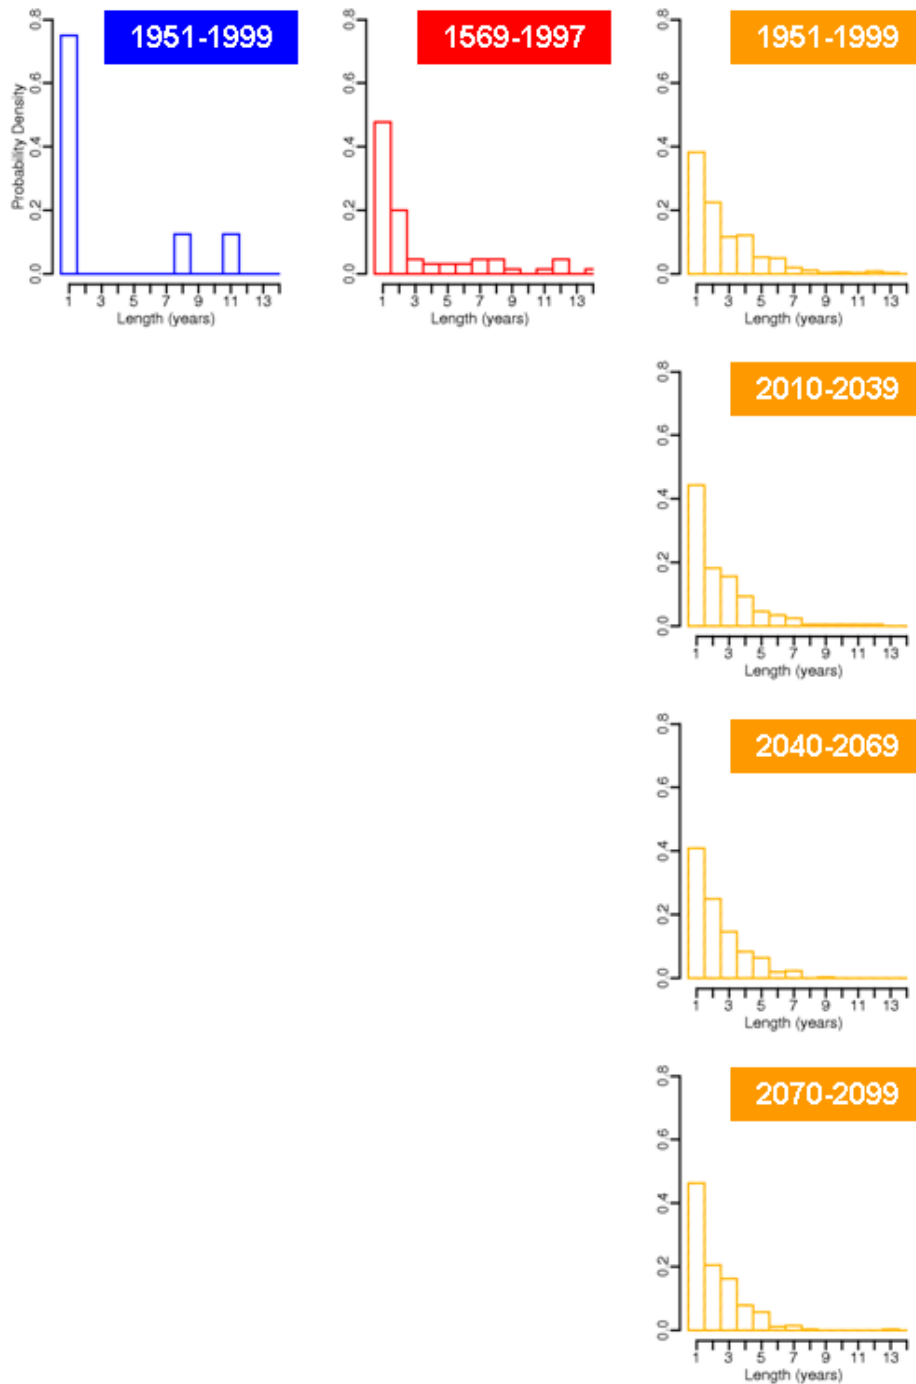 1951-1999
Probability Density
0.0 0.2 0.4 0.6 0.8
1 3 5 7 9 11 13
Length (years)
1569-1997
0.0 0.2 0.4 0.6 0.8
1 3 5 7 9 11 13
Length (years)
1951-1999
0.0 0.2 0.4 0.6 0.8
1 3 5 7 9 11 13
Length (years)
2010-2039
0.0 0.2 0.4 0.6 0.8
1 3 5 7 9 11 13
Length (years)
2040-2069
0.0 0.2 0.4 0.6 0.8
1 3 5 7 9 11 13
Length (years)
2070-2099
0.0 0.2 0.4 0.6 0.8
1 3 5 7 9 11 13
Length (years)